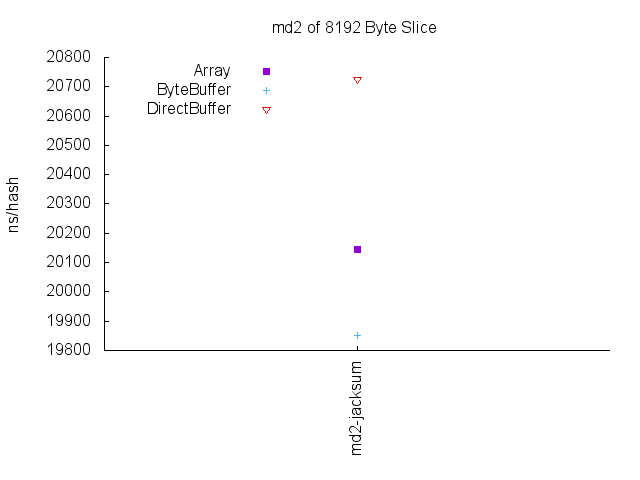 md2 of 8192 Byte Slice
20800
20700
20600
20500
20400
20300
20200
20100
20000
19900
19800
ns/hash
Array
ByteBuffer
DirectBuffer
md2-jacksum